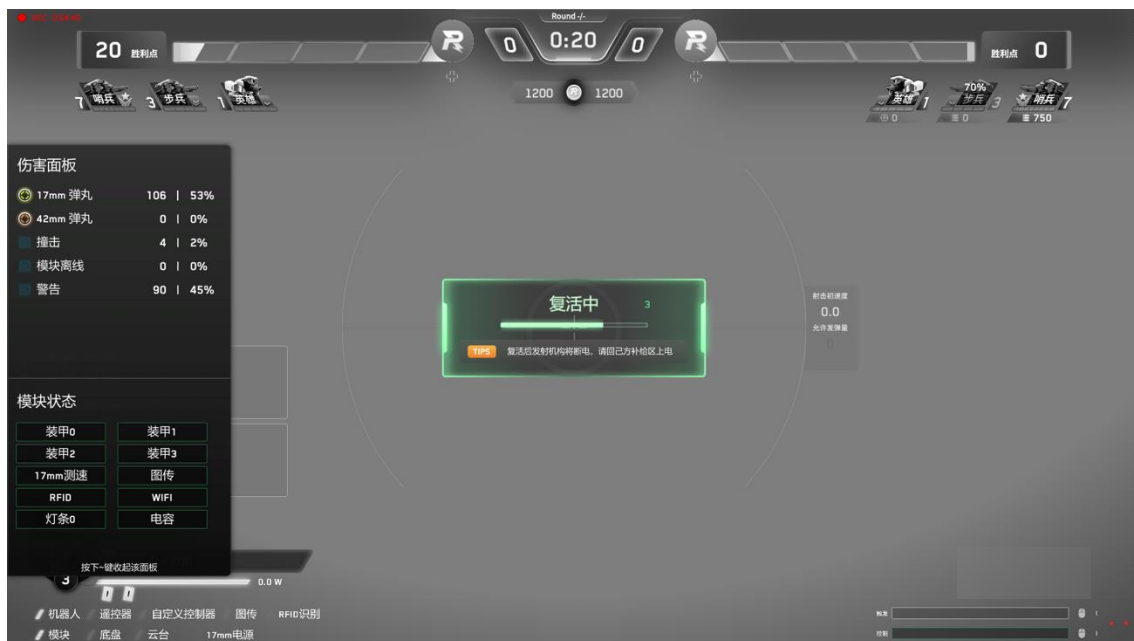 Round -/-
20 胜利点
0 0:20 0
胜利点 0
1200 1200
7 哨兵 3 步兵 1 英雄
英雄 1 70% 步兵 3 哨兵 7
0 0 750
伤害面板
17mm 弹丸 106 | 53%
42mm 弹丸 0 | 0%
撞击 4 | 2%
模块离线 0 | 0%
警告 90 | 45%
复活中 3
TIPS 复活后发射机构将断电,请回己方补给区上电
射击初速度
0.0
允许发弹量
0
模块状态
装甲0 装甲1
装甲2 装甲3
17mm测速 图传
RFID WIFI
灯条0 电容
按下~键收起该面板
3 0.0 W
机器人 遥控器 自定义控制器 图传 RFID识别
模块 底盘 云台 17mm电源